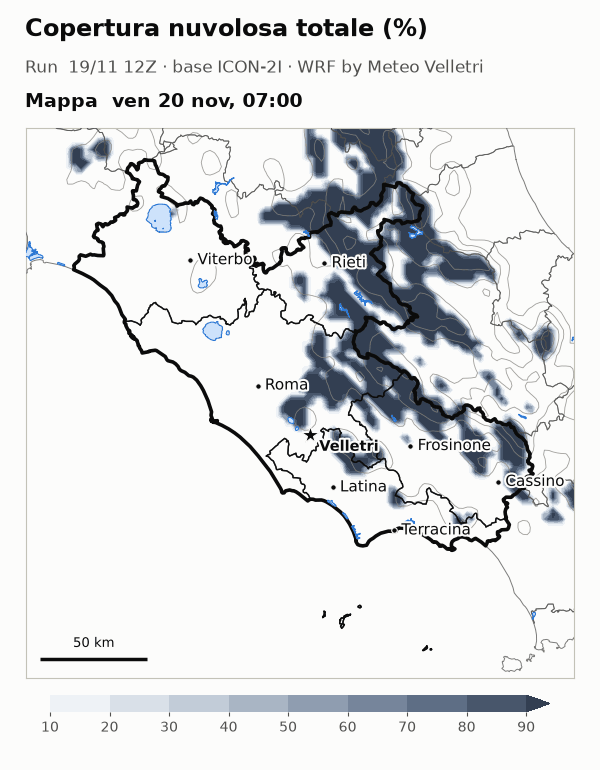 Copertura nuvolosa totale (%)
Run  19/11 12Z · base ICON-2I · WRF by Meteo Velletri
Mappa  ven 20 nov, 07:00
Viterbo
Rieti
Roma
Velletri
Frosinone
Latina
Cassino
Terracina
50 km
10 20 30 40 50 60 70 80 90